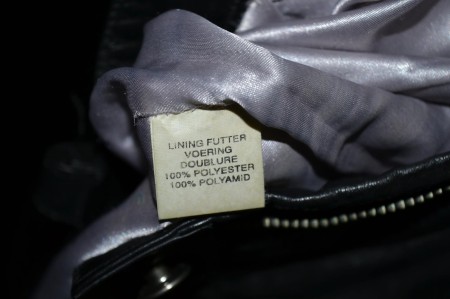 LINING FUTTER
VOERING
DOUBLURE
100% POLYESTER
100% POLYAMID